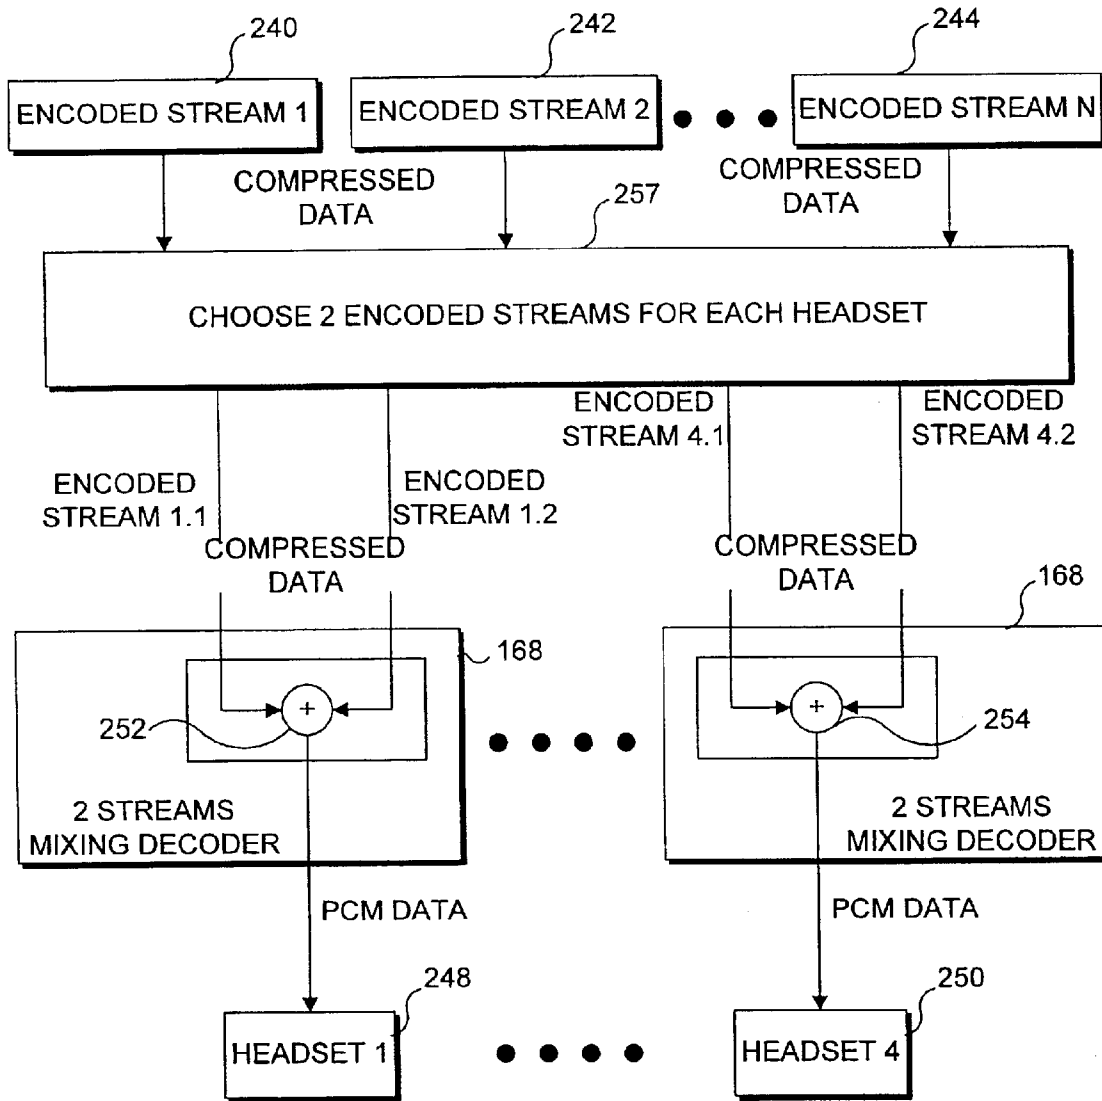 240
242
244
ENCODED STREAM 1
ENCODED STREAM 2
ENCODED STREAM N
COMPRESSED
DATA
COMPRESSED
DATA
257
CHOOSE 2 ENCODED STREAMS FOR EACH HEADSET
ENCODED
STREAM 1.1
ENCODED
STREAM 1.2
ENCODED
STREAM 4.1
ENCODED
STREAM 4.2
COMPRESSED
DATA
COMPRESSED
DATA
168
168
+
+
252
254
2 STREAMS
MIXING DECODER
2 STREAMS
MIXING DECODER
PCM DATA
PCM DATA
248
250
HEADSET 1
HEADSET 4